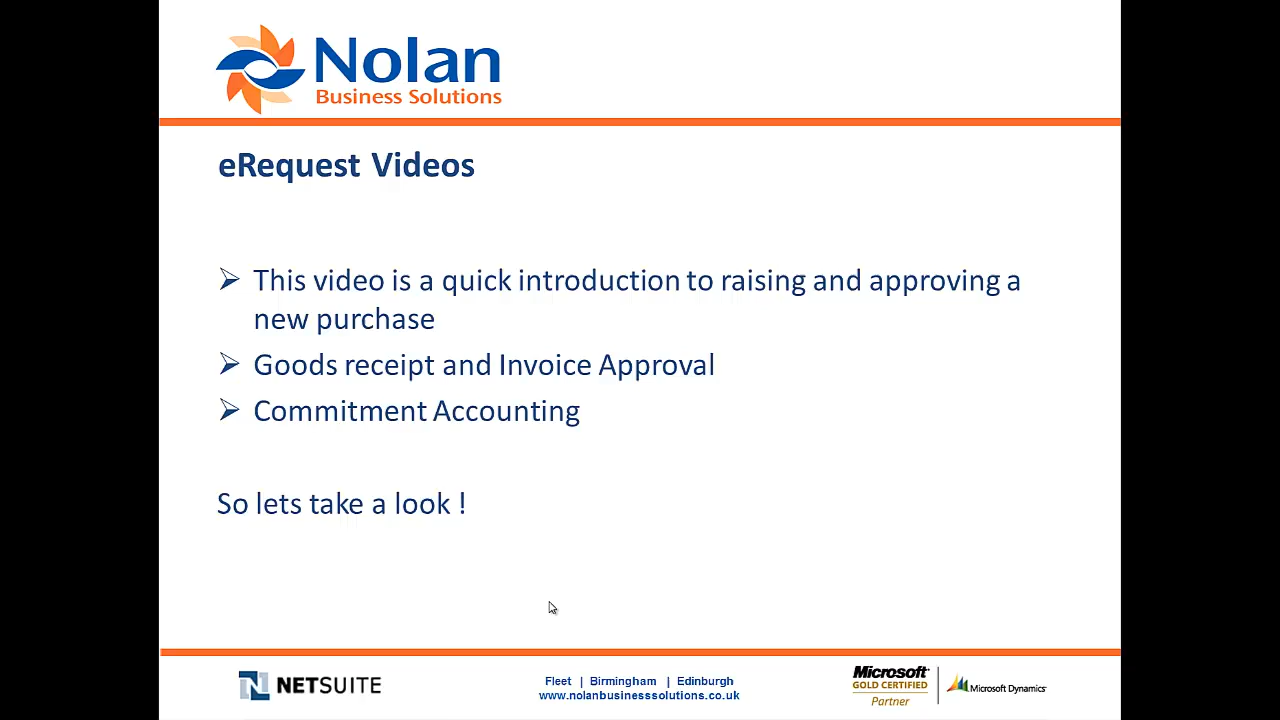 Nolan
Business Solutions
eRequest Videos
This video is a quick introduction to raising and approving a
new purchase
Goods receipt and Invoice Approval
Commitment Accounting
So lets take a look !
NETSUITE
Fleet | Birmingham | Edinburgh
www.nolanbusinesssolutions.co.uk
Microsoft
GOLD CERTIFIED
Partner
Microsoft Dynamics